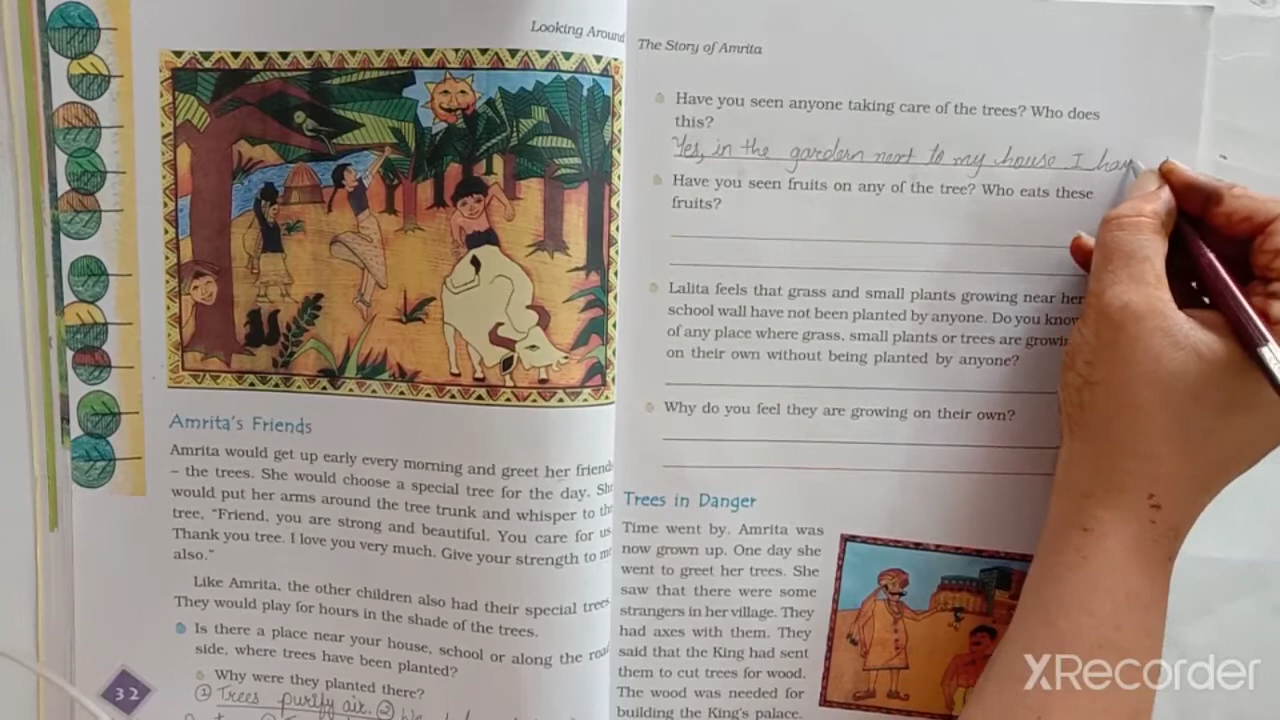 Looking Around
Amrita's Friends
Amrita would get up early every morning and greet her friends
– the trees. She would choose a special tree for the day. She
would put her arms around the tree trunk and whisper to the
tree, "Friend, you are strong and beautiful. You care for us.
Thank you tree. I love you very much. Give your strength to me
also."
Like Amrita, the other children also had their special trees.
They would play for hours in the shade of the trees.
Is there a place near your house, school or along the road
side, where trees have been planted?
Why were they planted there?
① Trees purify air. ②
32
The Story of Amrita
Have you seen anyone taking care of the trees? Who does
this?
Yes, in the gardern next to my house I hav
Have you seen fruits on any of the tree? Who eats these
fruits?
Lalita feels that grass and small plants growing near her
school wall have not been planted by anyone. Do you know
of any place where grass, small plants or trees are growi
on their own without being planted by anyone?
Why do you feel they are growing on their own?
Trees in Danger
Time went by. Amrita was
now grown up. One day she
went to greet her trees. She
saw that there were some
strangers in her village. They
had axes with them. They
said that the King had sent
them to cut trees for wood.
The wood was needed for
building the King's palace.
XRecorder